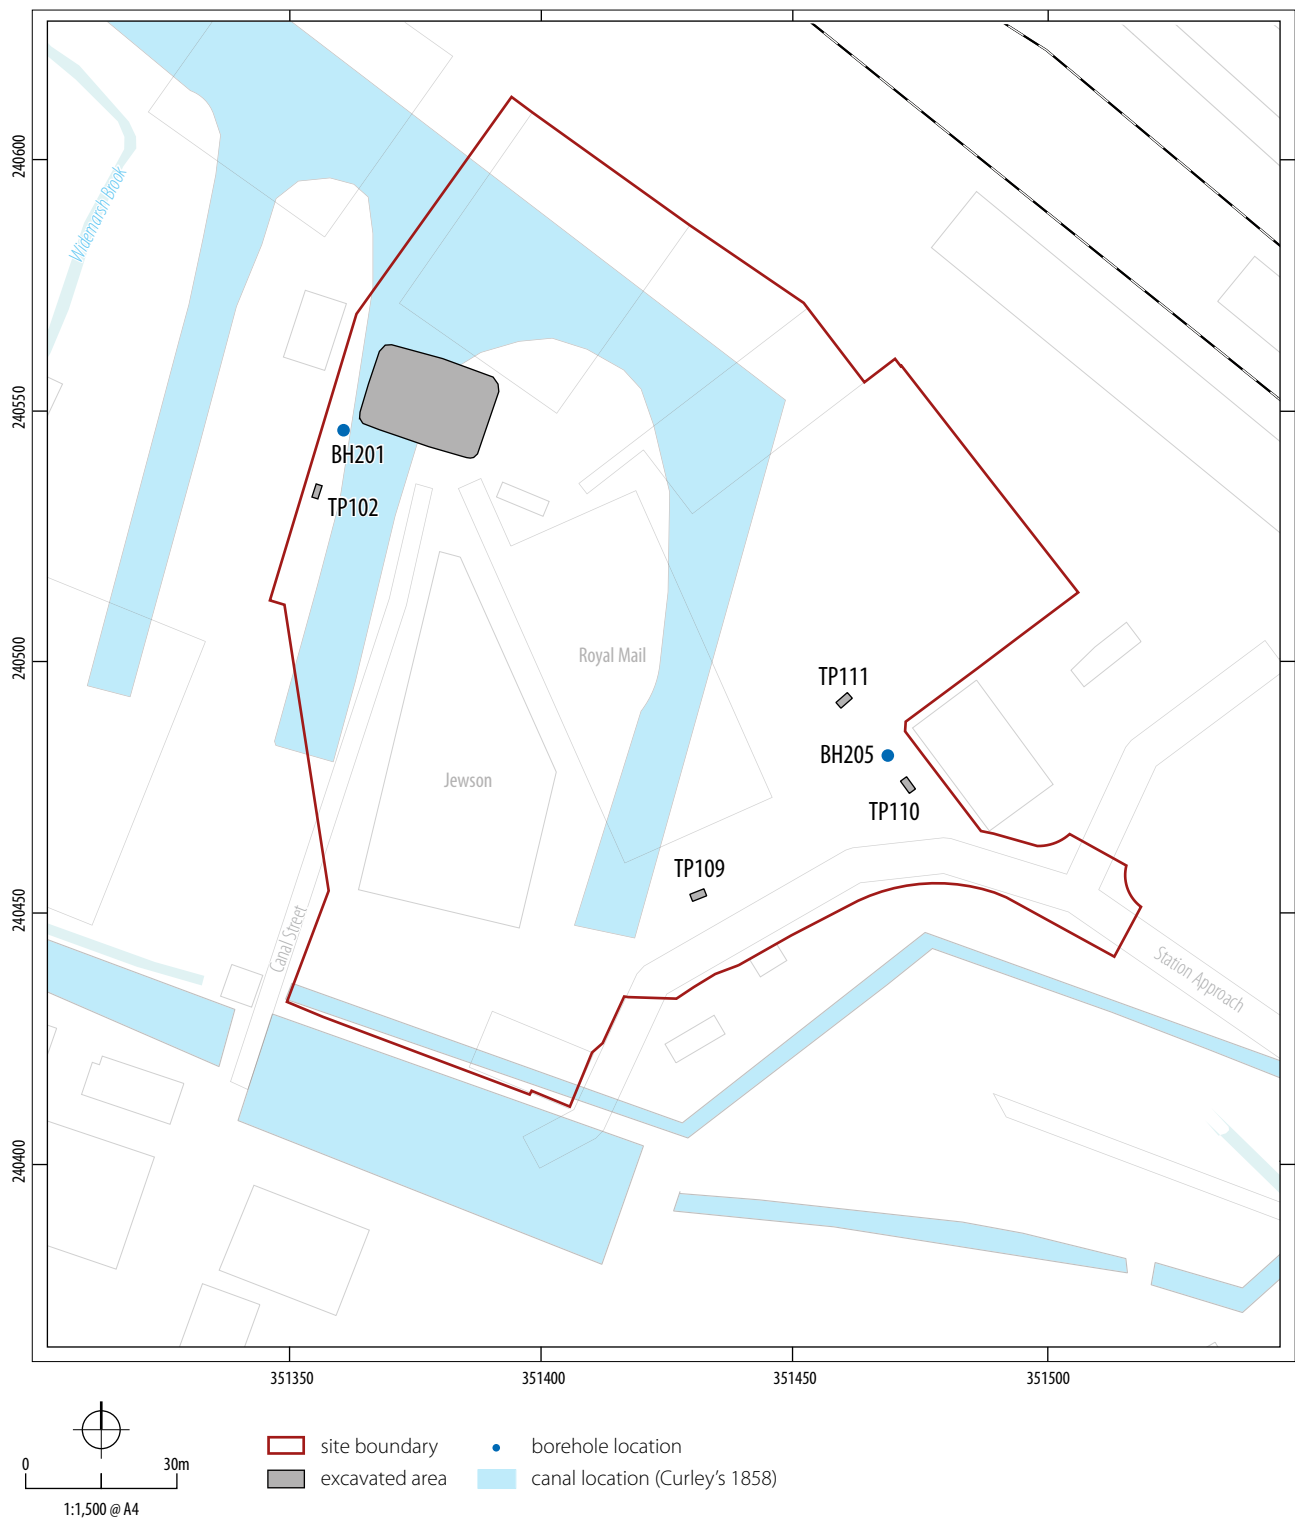 240600
Widemarsh Brook
240550
BH201
TP102
240500
Royal Mail
TP111
BH205
Jewson
TP110
TP109
240450
Canal Street
Station Approach
240400
351350
351400
351450
351500
0
30m
1:1,500 @ A4
site boundary
borehole location
excavated area
canal location (Curley's 1858)